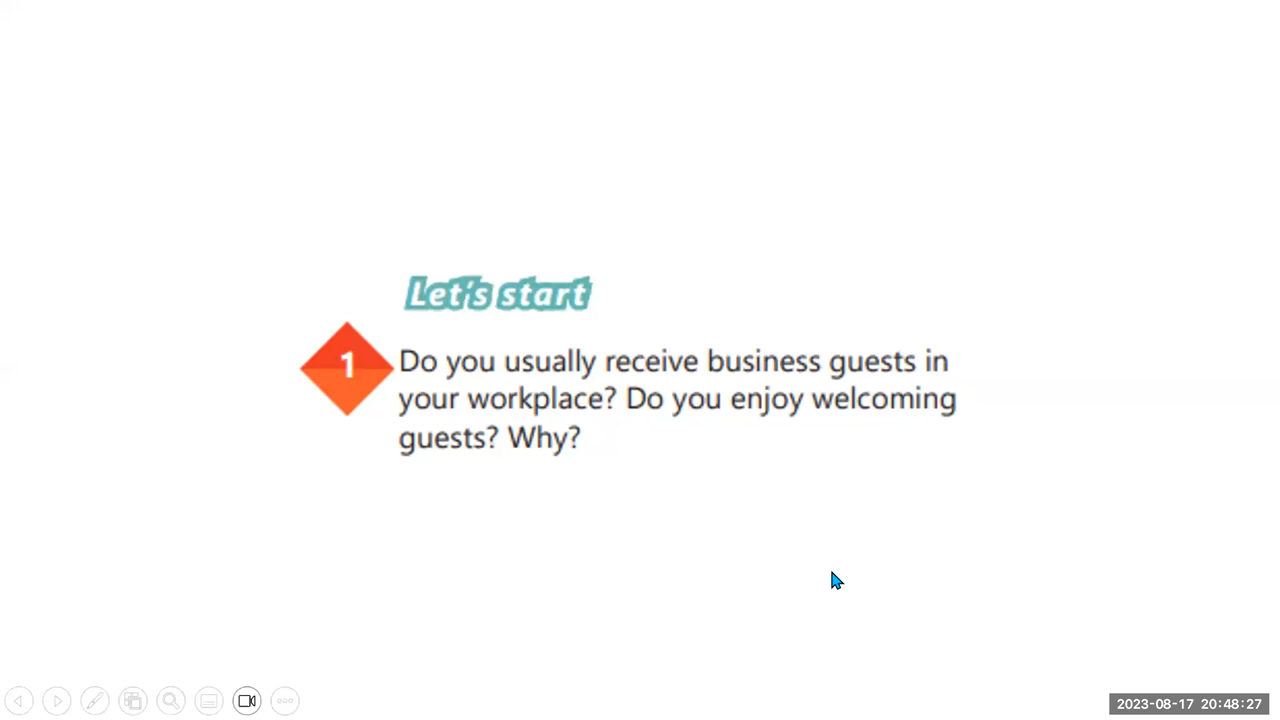 Let's start
1
Do you usually receive business guests in
your workplace? Do you enjoy welcoming
guests? Why?
2023-08-17 20:48:27